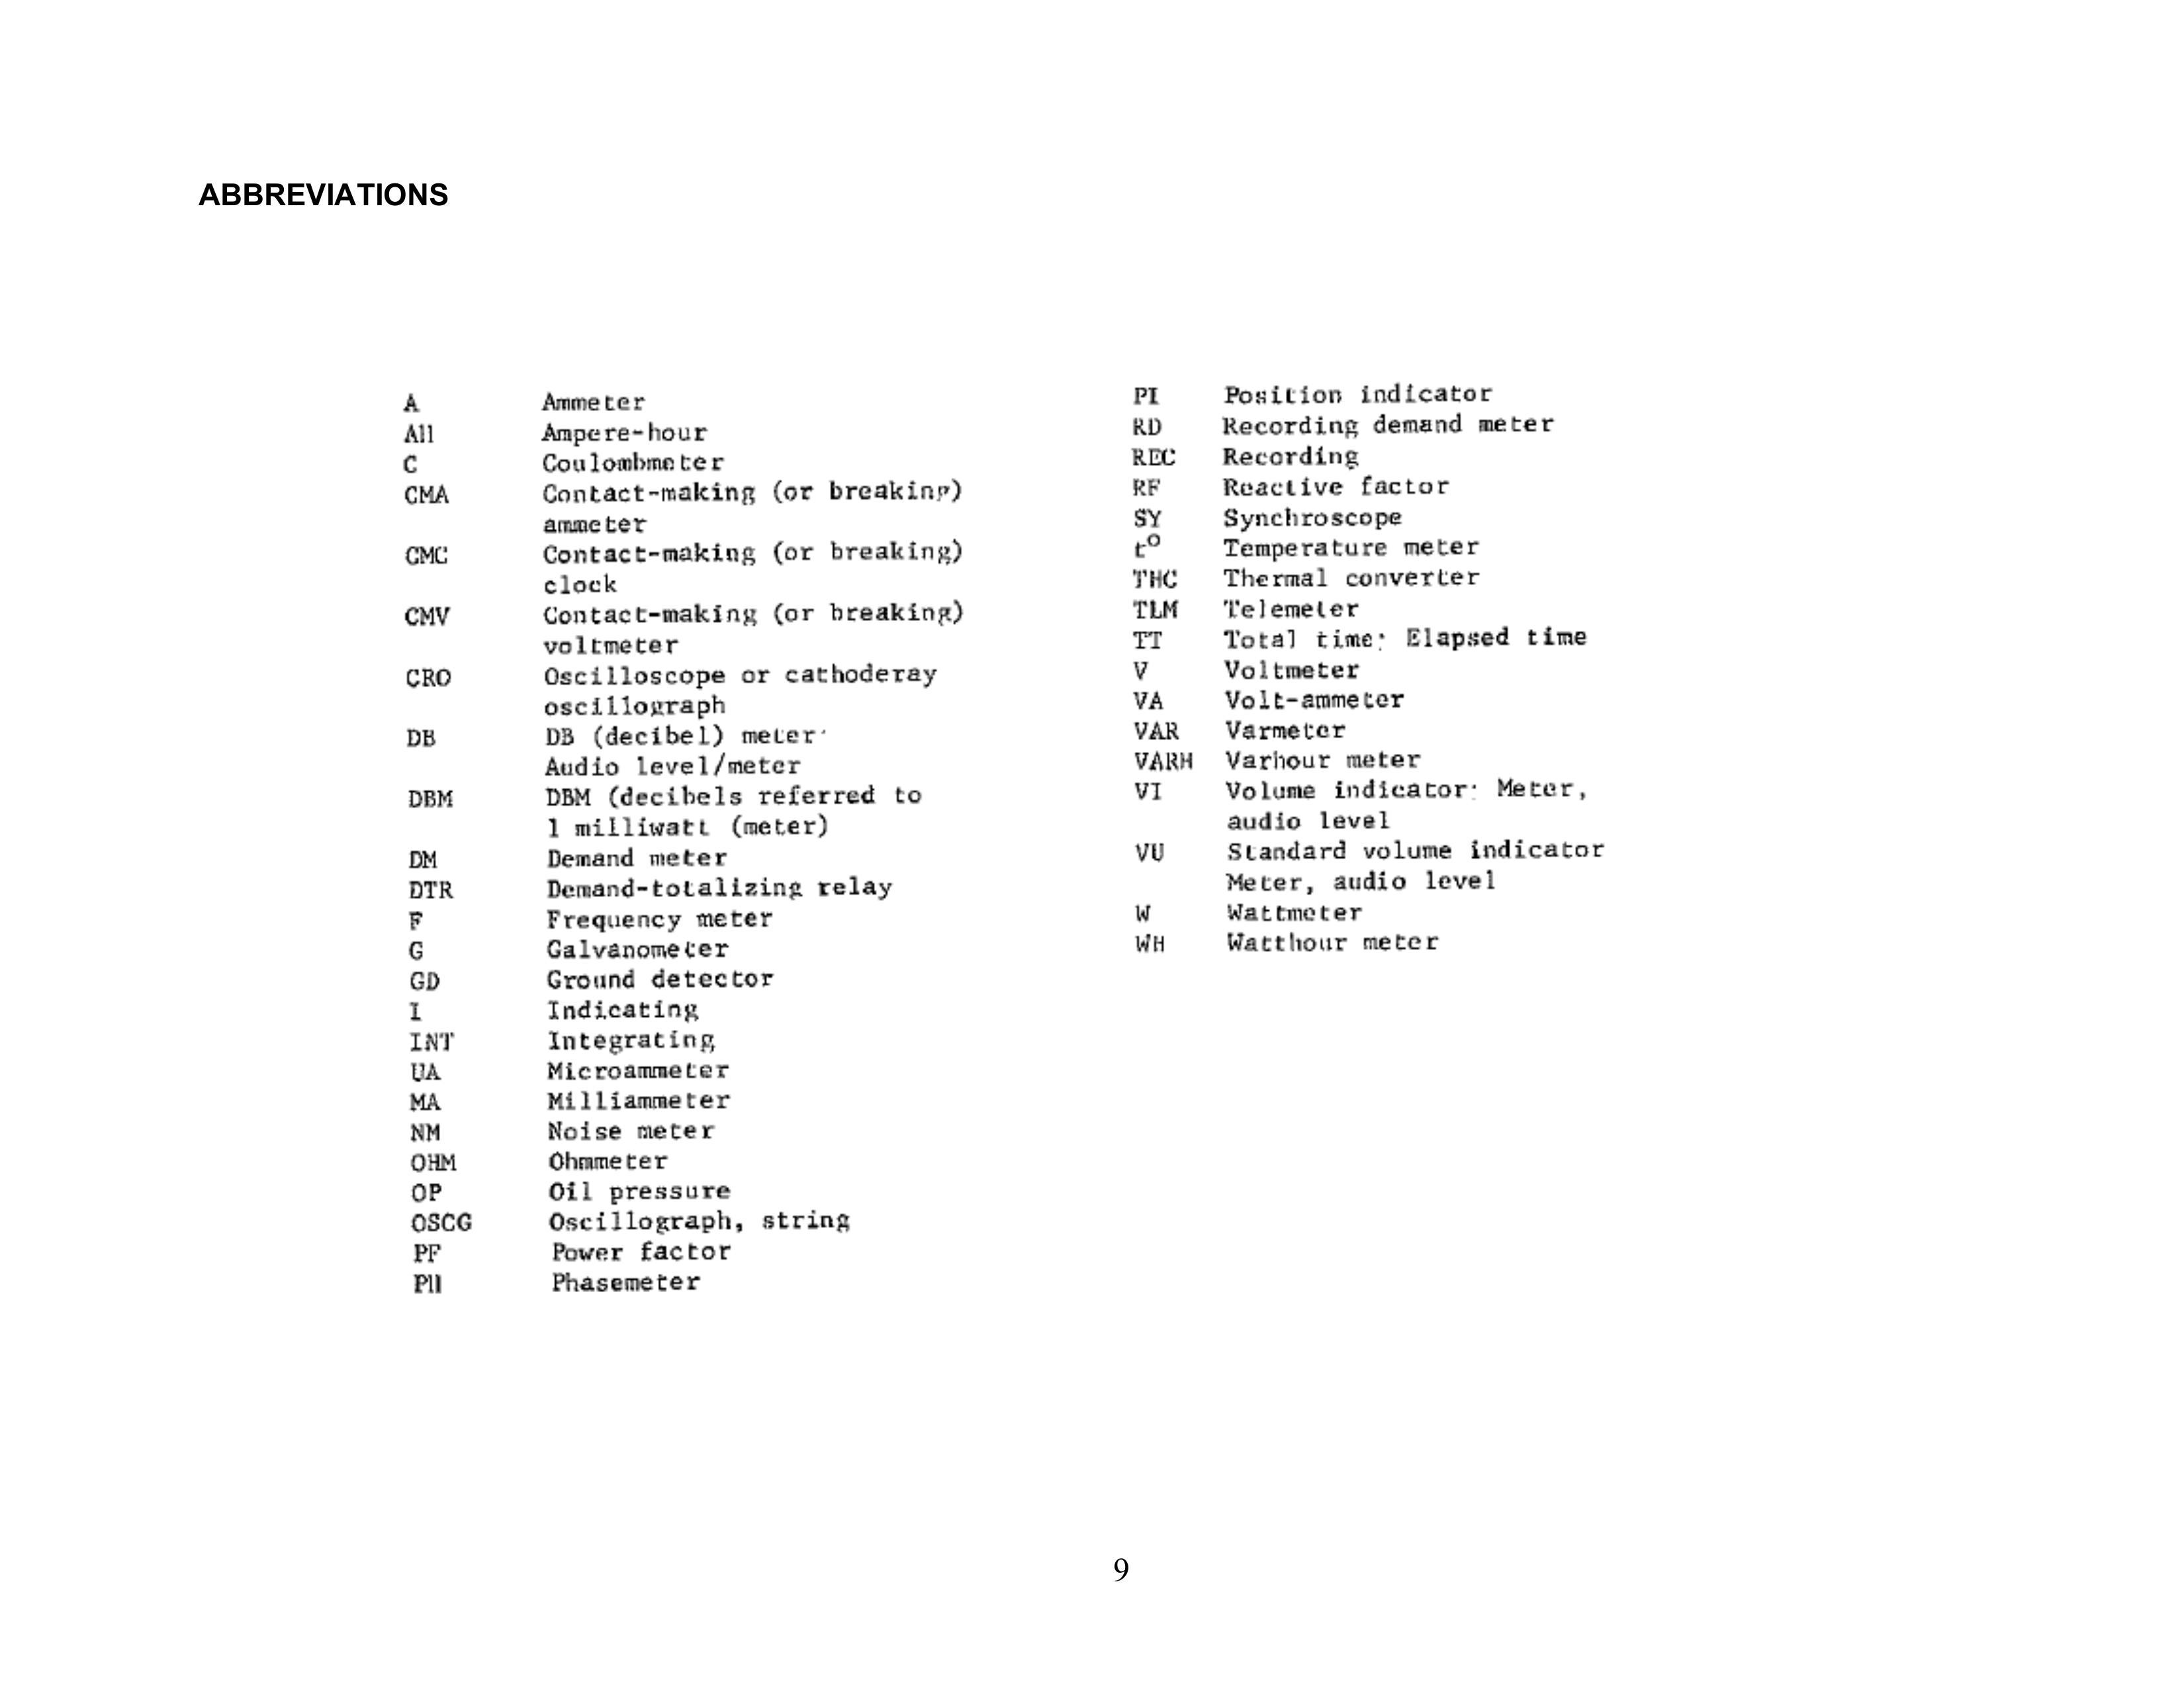 ABBREVIATIONS
A Ammeter
AH Ampere-hour
C Coulombmeter
CMA Contact-making (or breaking)
ammeter
CMC Contact-making (or breaking)
clock
CMV Contact-making (or breaking)
voltmeter
CRO Oscilloscope or cathoderay
oscillograph
DB DB (decibel) meter
Audio level/meter
DBM DBM (decibels referred to
1 milliwatt (meter)
DM Demand meter
DTR Demand-totalizing relay
F Frequency meter
G Galvanometer
GD Ground detector
I Indicating
INT Integrating
UA Microammeter
MA Milliammeter
NM Noise meter
OHM Ohmmeter
OP Oil pressure
OSCG Oscillograph, string
PF Power factor
PH Phasemeter
PI Position indicator
RD Recording demand meter
REC Recording
RF Reactive factor
SY Synchroscope
t° Temperature meter
THC Thermal converter
TLM Telemeter
TT Total time; Elapsed time
V Voltmeter
VA Volt-ammeter
VAR Varmeter
VARH Varhour meter
VI Volume indicator; Meter,
audio level
VU Standard volume indicator
Meter, audio level
W Wattmeter
WH Watthour meter
9